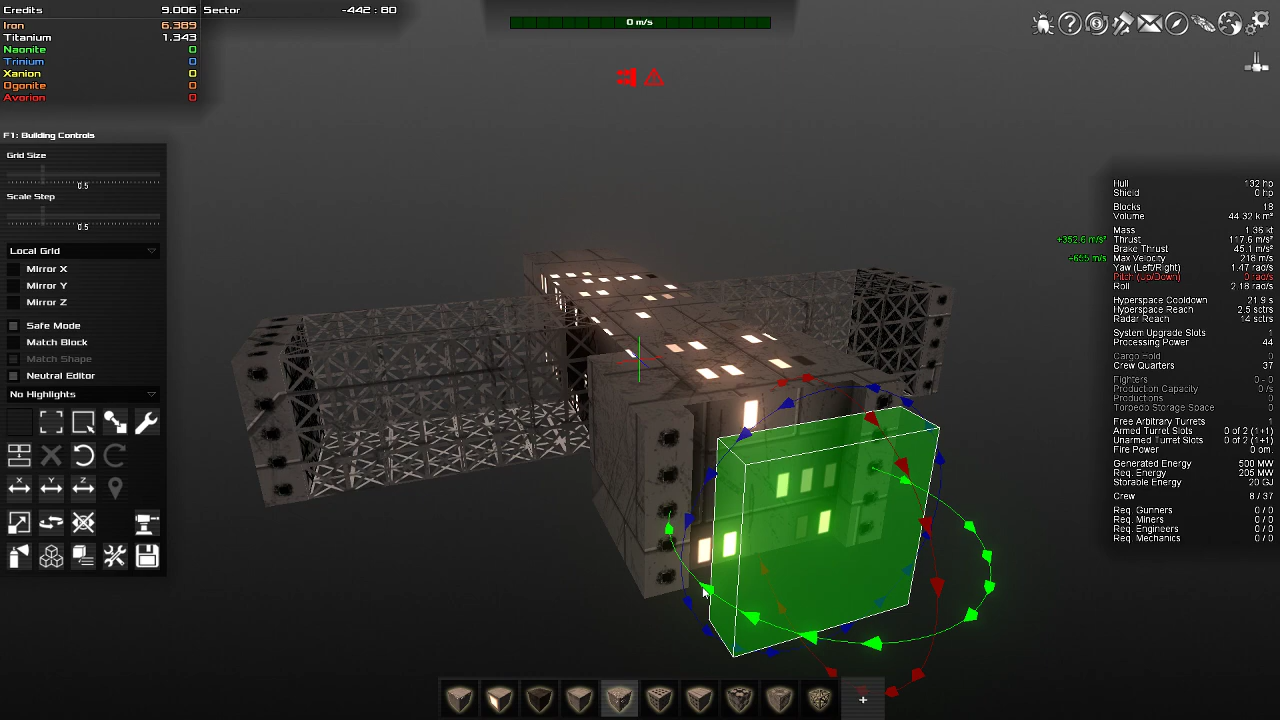 Credits 9.006
Sector -442 : 80
0 m/s
Iron 6.389
Titanium 1.343
Naonite 0
Trinium 0
Xanion 0
Ogonite 0
Avorion 0
F1: Building Controls
Grid Size
0.5
Scale Step
0.5
Local Grid
Mirror X
Mirror Y
Mirror Z
Safe Mode
Match Block
Match Shape
Neutral Editor
No Highlights
X Y Z
Hull 132 hp
Shield 0 hp
Blocks 18
Volume 44.32 k m³
Mass 1.36 kt
+352.6 m/s² Thrust 117.6 m/s²
Brake Thrust 45.1 m/s²
+655 m/s Max Velocity 218 m/s
Yaw (Left/Right) 1.47 rad/s
Pitch (Up/Down) 0 rad/s
Roll 2.18 rad/s
Hyperspace Cooldown 21.9 s
Hyperspace Reach 2.5 sctrs
Radar Reach 14 sctrs
System Upgrade Slots 1
Processing Power 44
Cargo Hold 0
Crew Quarters 37
Fighters 0 - 0
Production Capacity 0 /s
Productions 0
Torpedo Storage Space 0
Free Arbitrary Turrets 1
Armed Turret Slots 0 of 2 (1+1)
Unarmed Turret Slots 0 of 2 (1+1)
Fire Power 0 om.
Generated Energy 500 MW
Req. Energy 205 MW
Storable Energy 20 GJ
Crew 8 / 37
Req. Gunners 0 / 0
Req. Miners 0 / 0
Req. Engineers 0 / 0
Req. Mechanics 0 / 0
+